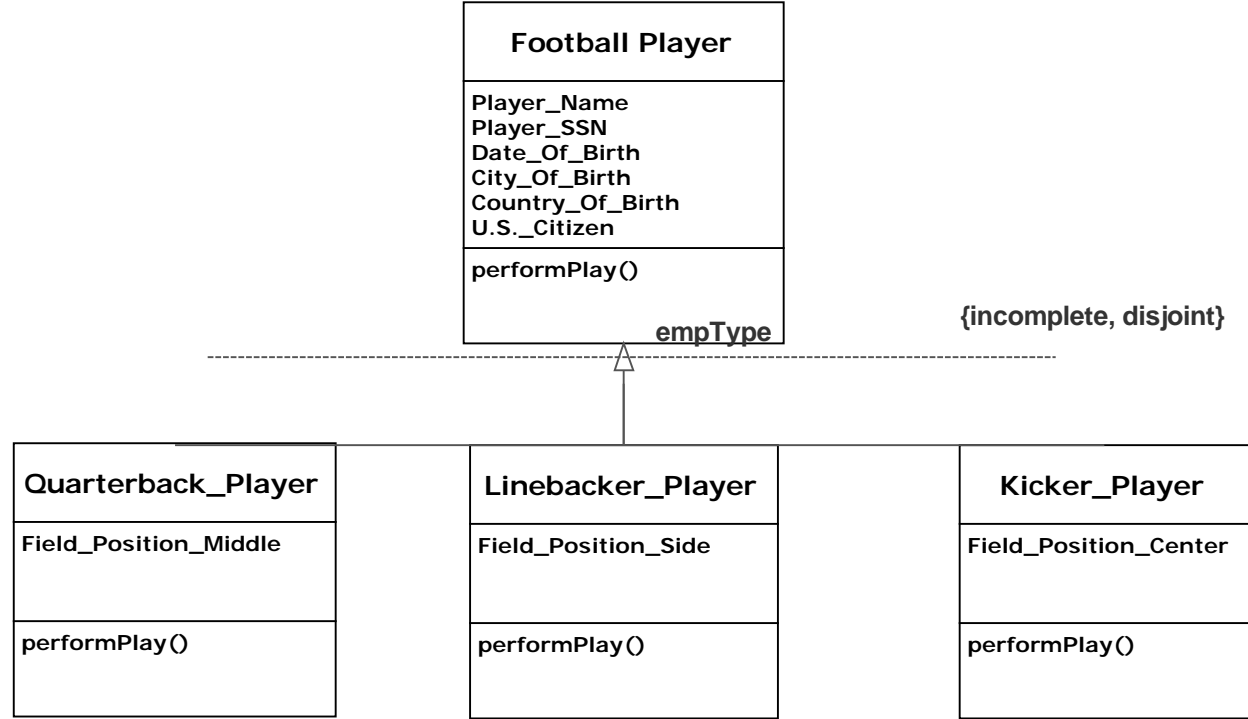 Football Player
Player_Name
Player_SSN
Date_Of_Birth
City_Of_Birth
Country_Of_Birth
U.S._Citizen
performPlay()
empType
{incomplete, disjoint}
Quarterback_Player
Field_Position_Middle
performPlay()
Linebacker_Player
Field_Position_Side
performPlay()
Kicker_Player
Field_Position_Center
performPlay()